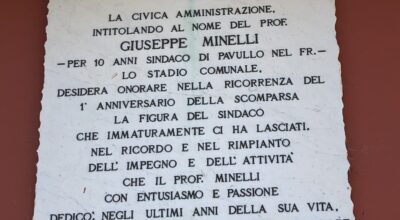 LA CIVICA AMMINISTRAZIONE,
INTITOLANDO AL NOME DEL PROF.
GIUSEPPE MINELLI
-PER 10 ANNI SINDACO DI PAVULLO NEL FR.-
LO STADIO COMUNALE,
DESIDERA ONORARE NELLA RICORRENZA DEL
1° ANNIVERSARIO DELLA SCOMPARSA
LA FIGURA DEL SINDACO
CHE IMMATURAMENTE CI HA LASCIATI,
NEL RICORDO E NEL RIMPIANTO
DELL' IMPEGNO E DELL' ATTIVITA'
CHE IL PROF. MINELLI
CON ENTUSIASMO E PASSIONE
DEDICO' NEGLI ULTIMI ANNI DELLA SUA VITA,